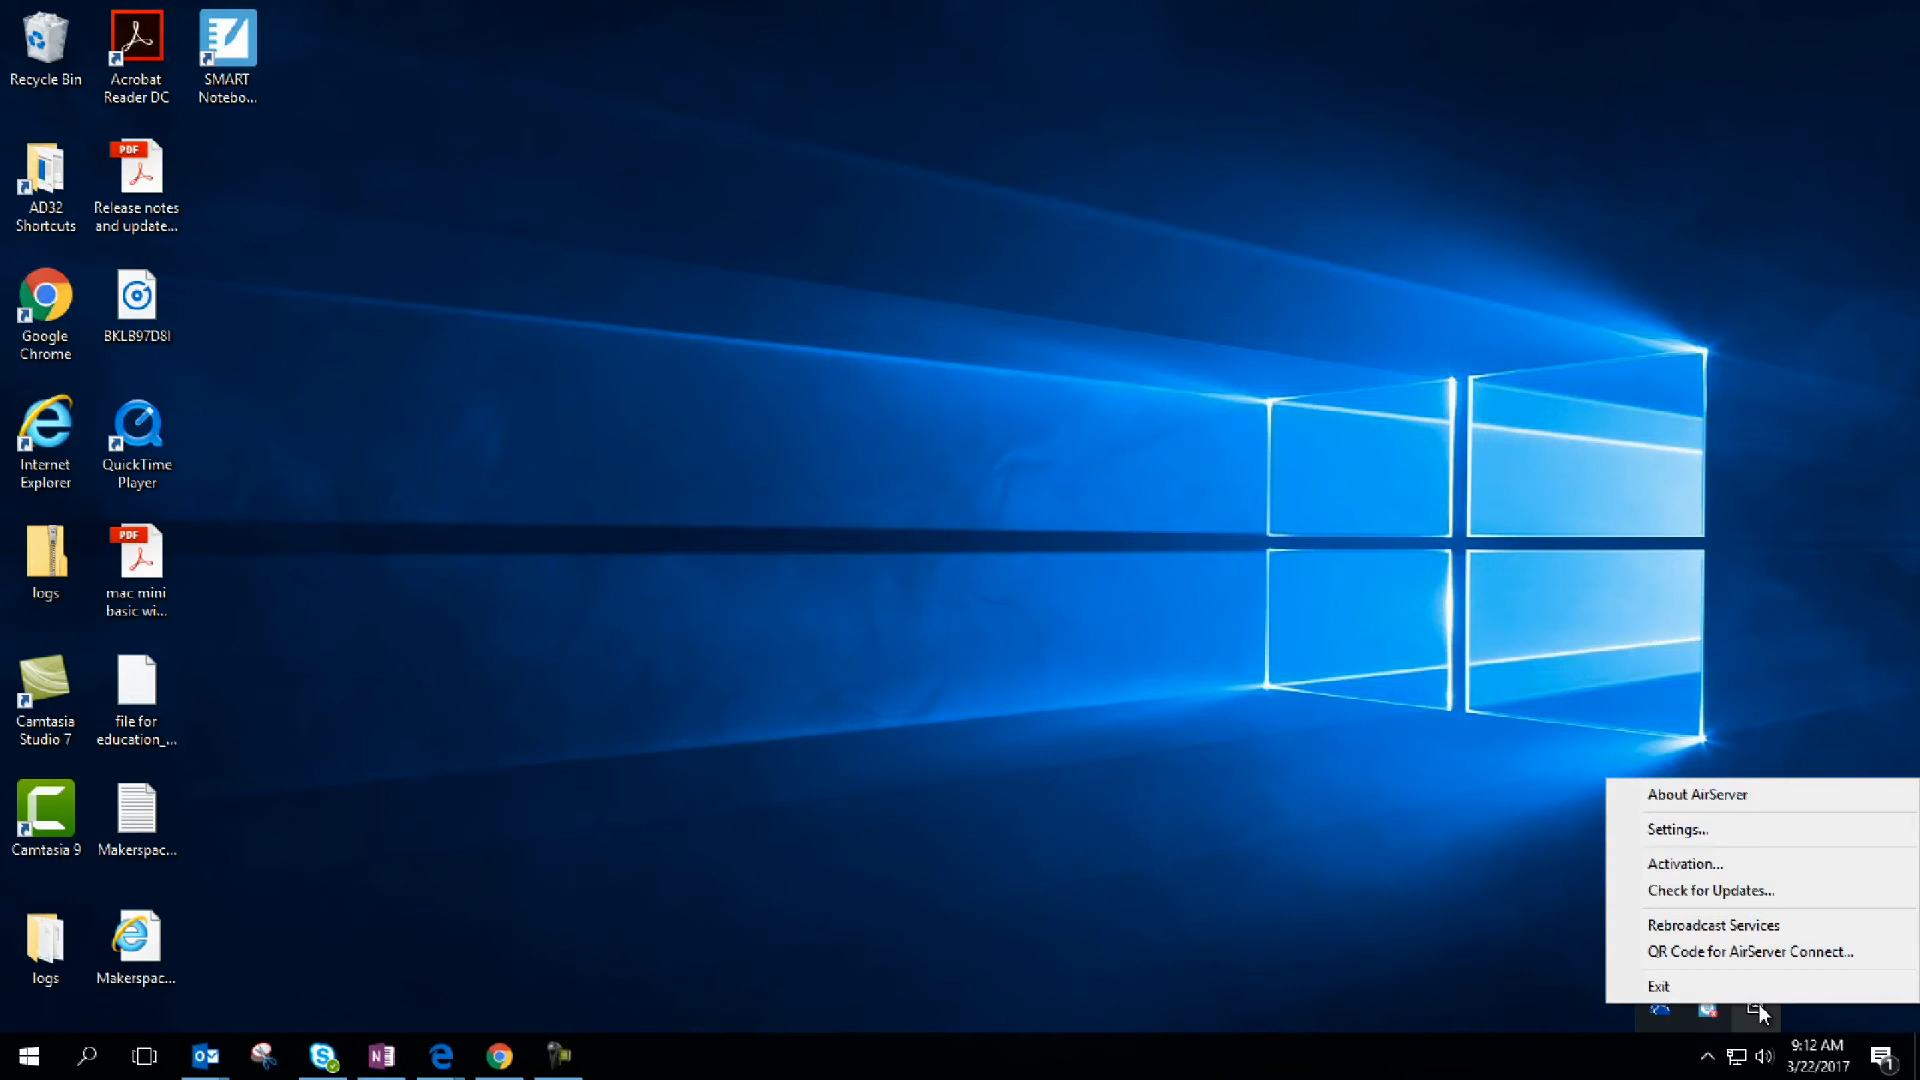 Recycle Bin
Acrobat
Reader DC
SMART
Notebo...
AD32
Shortcuts
PDF
Release notes
and update...
Google
Chrome
BKLB97D8I
Internet
Explorer
QuickTime
Player
logs
PDF
mac mini
basic wi...
Camtasia
Studio 7
file for
education_...
Camtasia 9
Makerspac...
logs
Makerspac...
About AirServer
Settings...
Activation...
Check for Updates...
Rebroadcast Services
QR Code for AirServer Connect...
Exit
9:12 AM
3/22/2017
1